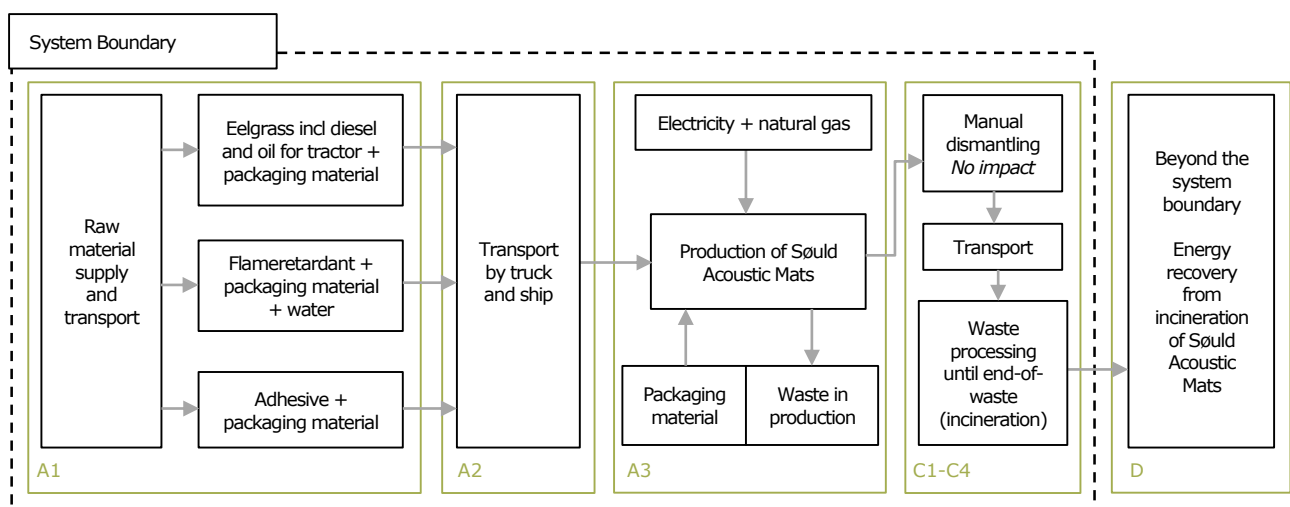 System Boundary
Raw
material
supply
and
transport
A1
Eelgrass incl diesel
and oil for tractor +
packaging material
Flameretardant +
packaging material
+ water
Adhesive +
packaging material
Transport
by truck
and ship
A2
Electricity + natural gas
Production of Søuld
Acoustic Mats
Packaging
material
Waste in
production
A3
Manual
dismantling
No impact
Transport
Waste
processing
until end-of-
waste
(incineration)
C1-C4
Beyond the
system
boundary
Energy
recovery
from
incineration
of Søuld
Acoustic
Mats
D